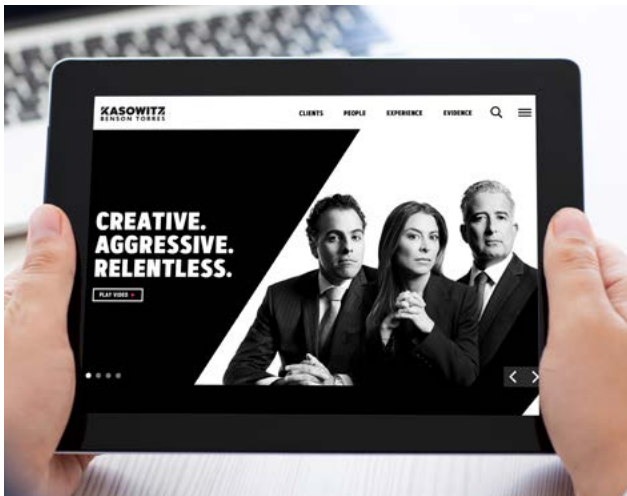 KASOWITZ
BENSON TORRES
CLIENTS PEOPLE EXPERIENCE EVIDENCE
CREATIVE.
AGGRESSIVE.
RELENTLESS.
PLAY VIDEO